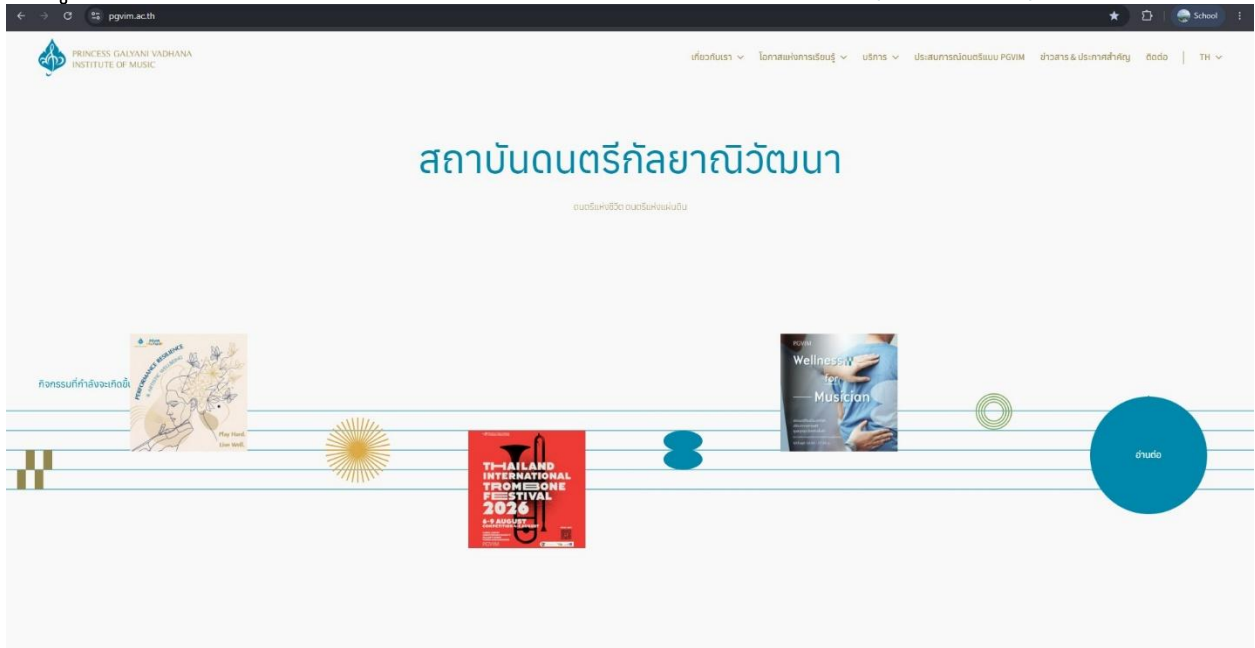 pgvim.ac.th
School
PRINCESS GALYANI VADHANA
INSTITUTE OF MUSIC
เกี่ยวกับเรา
โอกาสแห่งการเรียนรู้
บริการ
ประสบการณ์ดนตรีแบบ PGVIM
ข่าวสาร & ประกาศสำคัญ
ติดต่อ
TH
สถาบันดนตรีกัลยาณิวัฒนา
ดนตรีแห่งชีวิต ดนตรีแห่งแผ่นดิน
กิจกรรมที่กำลังจะเกิดขึ้
PERFORMANCE RESILIENCE
Play Hard.
Live Well.
THAILAND
INTERNATIONAL
TROMBONE
FESTIVAL
2026
6-9 AUGUST
PGVIM
PGVIM
Wellness
for
Musician
อ่านต่อ